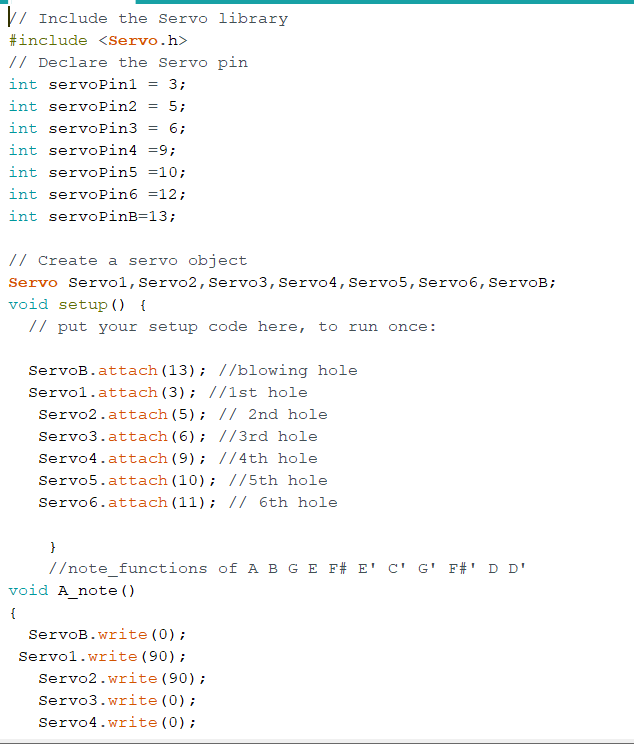 // Include the Servo library
#include <Servo.h>
// Declare the Servo pin
int servoPin1 = 3;
int servoPin2 = 5;
int servoPin3 = 6;
int servoPin4 =9;
int servoPin5 =10;
int servoPin6 =12;
int servoPinB=13;
// Create a servo object
Servo Servo1,Servo2,Servo3,Servo4,Servo5,Servo6,ServoB;
void setup() {
// put your setup code here, to run once:
ServoB.attach(13); //blowing hole
Servo1.attach(3); //1st hole
Servo2.attach(5); // 2nd hole
Servo3.attach(6); //3rd hole
Servo4.attach(9); //4th hole
Servo5.attach(10); //5th hole
Servo6.attach(11); // 6th hole
}
//note_functions of A B G E F# E' C' G' F#' D D'
void A_note()
{
ServoB.write(0);
Servo1.write(90);
Servo2.write(90);
Servo3.write(0);
Servo4.write(0);